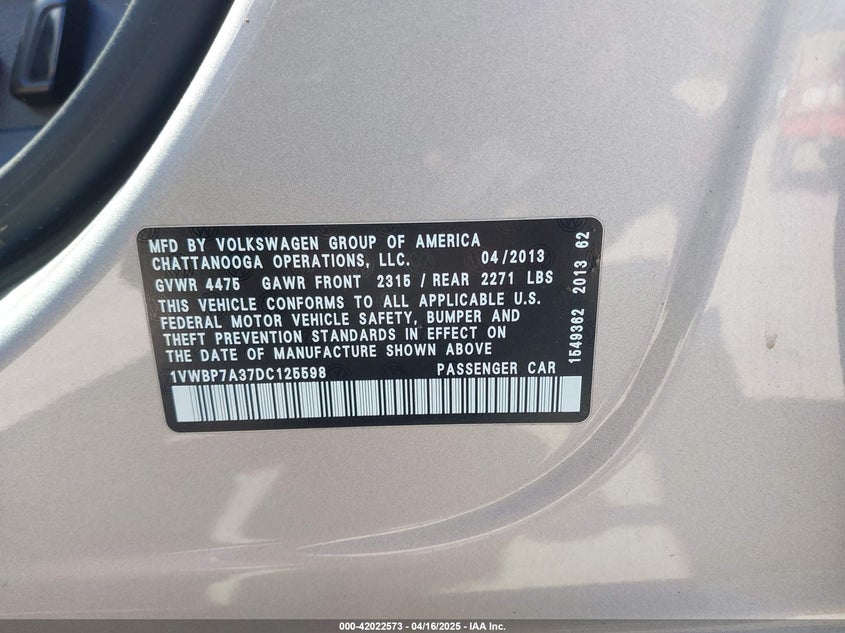 MFD BY VOLKSWAGEN GROUP OF AMERICA
CHATTANOOGA OPERATIONS, LLC. 04/2013
GVWR 4475 GAWR FRONT 2315 / REAR 2271 LBS
THIS VEHICLE CONFORMS TO ALL APPLICABLE U.S.
FEDERAL MOTOR VEHICLE SAFETY, BUMPER AND
THEFT PREVENTION STANDARDS IN EFFECT ON
THE DATE OF MANUFACTURE SHOWN ABOVE
1VWBP7A37DC125598 PASSENGER CAR
1549362 2013 62
000-42022573 - 04/16/2025 - IAA Inc.